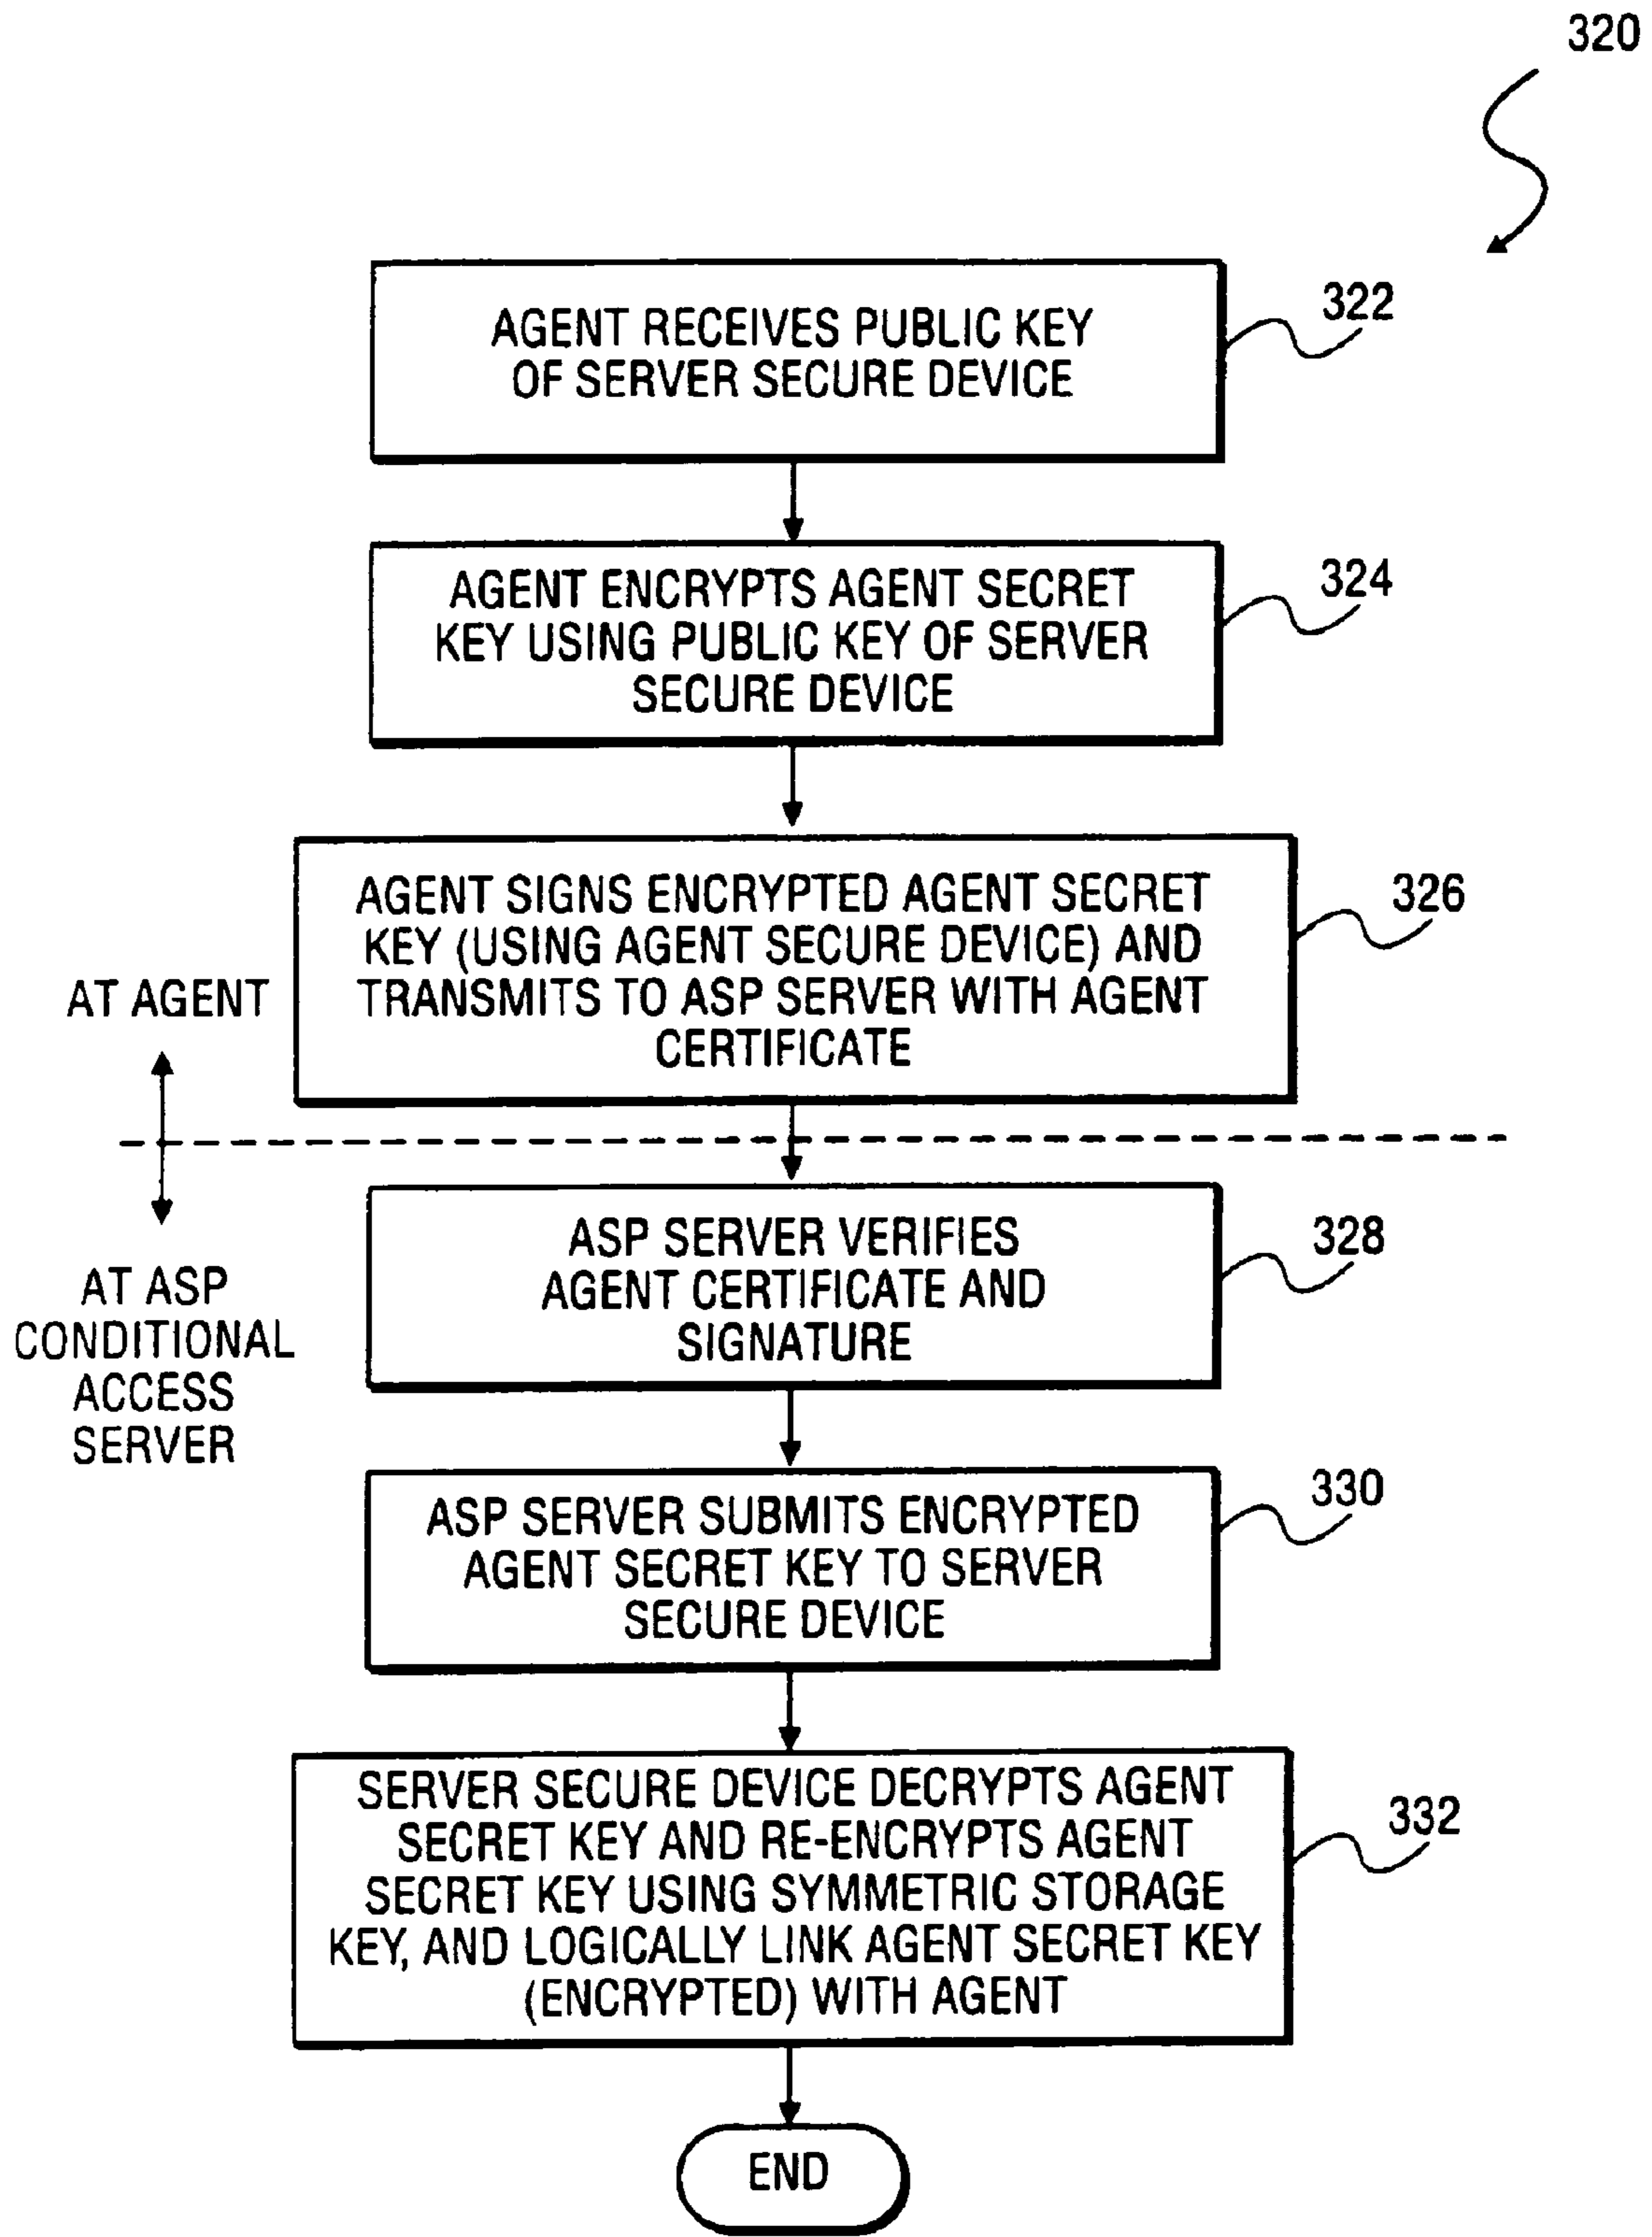 320
AGENT RECEIVES PUBLIC KEY
OF SERVER SECURE DEVICE
322
AGENT ENCRYPTS AGENT SECRET
KEY USING PUBLIC KEY OF SERVER
SECURE DEVICE
324
AGENT SIGNS ENCRYPTED AGENT SECRET
KEY (USING AGENT SECURE DEVICE) AND
TRANSMITS TO ASP SERVER WITH AGENT
CERTIFICATE
326
AT AGENT
AT ASP
CONDITIONAL
ACCESS
SERVER
ASP SERVER VERIFIES
AGENT CERTIFICATE AND
SIGNATURE
328
ASP SERVER SUBMITS ENCRYPTED
AGENT SECRET KEY TO SERVER
SECURE DEVICE
330
SERVER SECURE DEVICE DECRYPTS AGENT
SECRET KEY AND RE-ENCRYPTS AGENT
SECRET KEY USING SYMMETRIC STORAGE
KEY, AND LOGICALLY LINK AGENT SECRET KEY
(ENCRYPTED) WITH AGENT
332
END